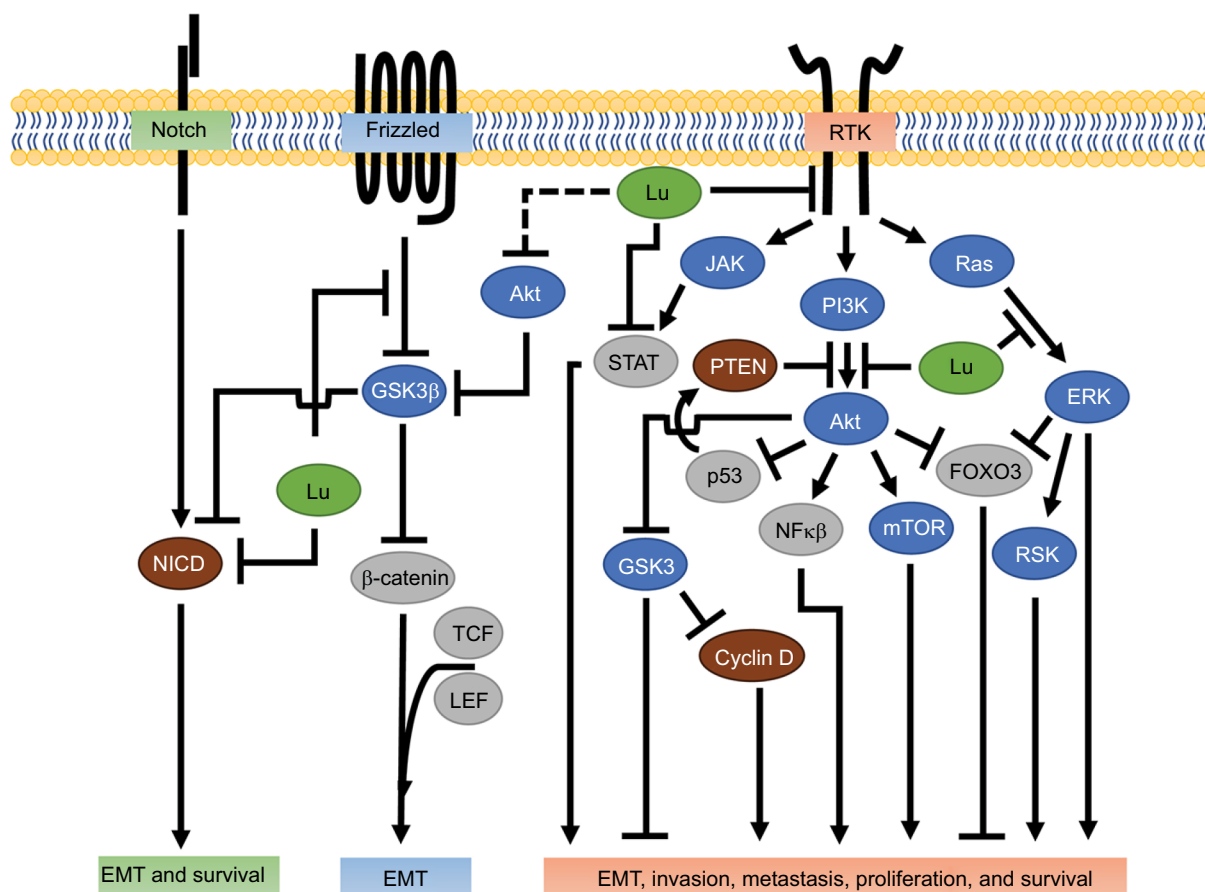 Notch
Frizzled
RTK
Lu
JAK
Ras
Akt
PI3K
STAT
PTEN
Lu
GSK3β
ERK
Akt
p53
FOXO3
Lu
NFκβ
mTOR
NICD
RSK
β-catenin
GSK3
TCF
Cyclin D
LEF
EMT and survival
EMT
EMT, invasion, metastasis, proliferation, and survival